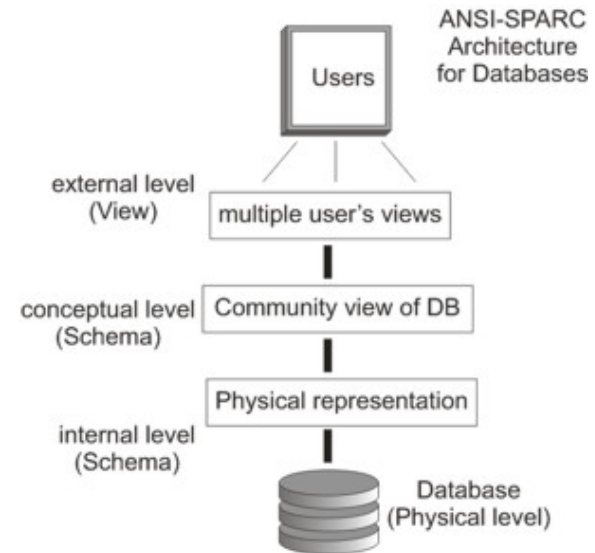 ANSI-SPARC
Architecture
for Databases
Users
external level
(View)
multiple user's views
conceptual level
(Schema)
Community view of DB
Physical representation
internal level
(Schema)
Database
(Physical level)